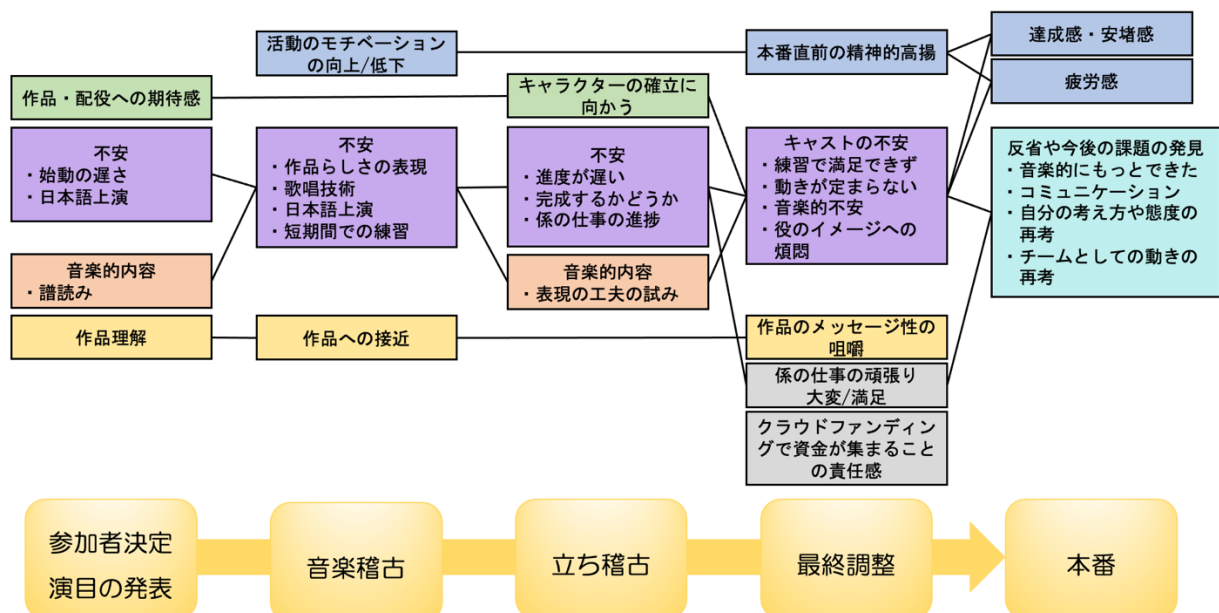 活動のモチベーション
の向上/低下
本番直前の精神的高揚
達成感・安堵感
疲労感
作品・配役への期待感
キャラクターの確立に
向かう
不安
・始動の遅さ
・日本語上演
不安
・作品らしさの表現
・歌唱技術
・日本語上演
・短期間での練習
不安
・進度が遅い
・完成するかどうか
・係の仕事の進捗
キャストの不安
・練習で満足できず
・動きが定まらない
・音楽的不安
・役のイメージへの
煩悶
反省や今後の課題の発見
・音楽的にもっとできた
・コミュニケーション
・自分の考え方や態度の
再考
・チームとしての動きの
再考
音楽的内容
・譜読み
音楽的内容
・表現の工夫の試み
作品理解
作品への接近
作品のメッセージ性の
咀嚼
係の仕事の頑張り
大変/満足
クラウドファンディン
グで資金が集まること
の責任感
参加者決定
演目の発表
音楽稽古
立ち稽古
最終調整
本番